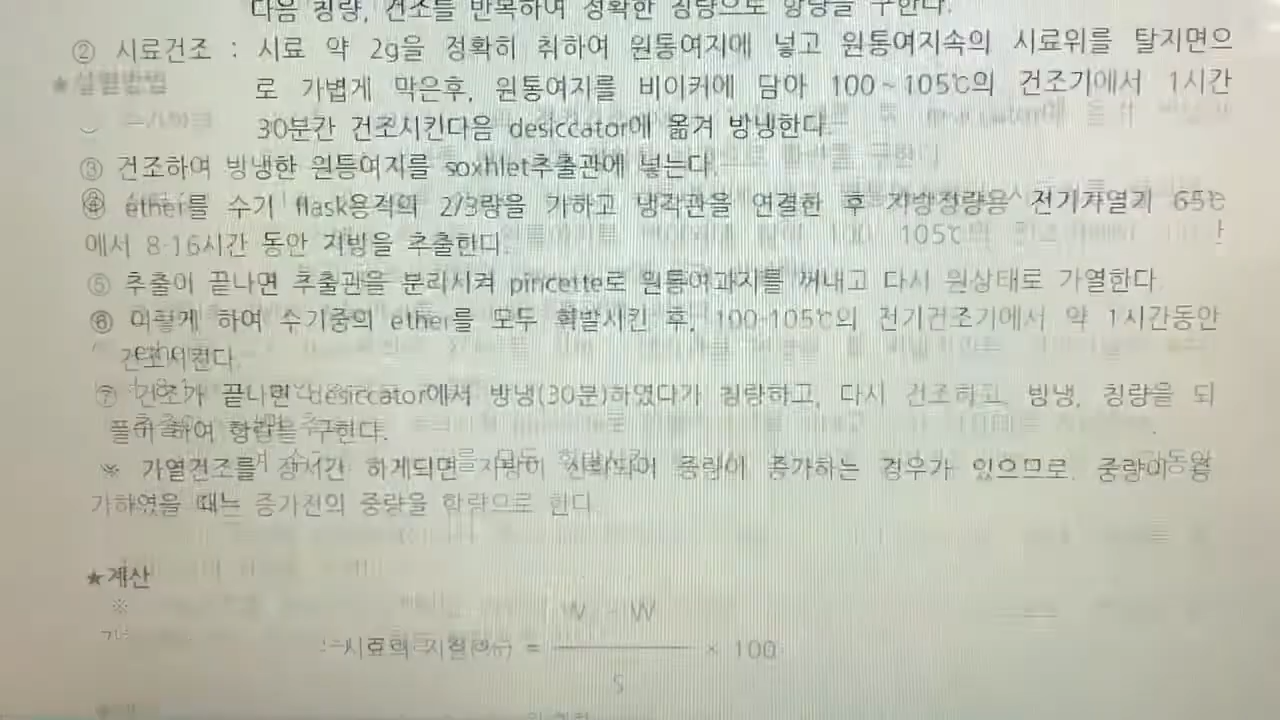 다음 칭량, 건조를 반복하여 정확한 칭량으로 항량을 구한다.
② 시료건조 : 시료 약 2g을 정확히 취하여 원통여지에 넣고 원통여지속의 시료위를 탈지면으
★실험방법
로 가볍게 막은후, 원통여지를 비이커에 담아 100~105℃의 건조기에서 1시간
30분간 건조시킨다음 desiccator에 옮겨 방냉한다.
③ 건조하여 방냉한 원통여지를 soxhlet추출관에 넣는다.
④ ether를 수기 flask용적의 2/3량을 가하고 냉각관을 연결한 후 지방정량용 전기가열기 65℃
에서 8-16시간 동안 지방을 추출한다.
⑤ 추출이 끝나면 추출관을 분리시켜 pincette로 원통여과지를 꺼내고 다시 원상태로 가열한다.
⑥ 이렇게 하여 수기중의 ether를 모두 휘발시킨 후, 100-105℃의 전기건조기에서 약 1시간동안
건조시킨다.
⑦ 건조가 끝나면 desiccator에서 방냉(30분)하였다가 칭량하고, 다시 건조하고, 방냉, 칭량을 되
풀이 하여 항량을 구한다.
※ 가열건조를 장시간 하게되면 지방이 산화되어 중량이 증가하는 경우가 있으므로 중량이
가하였을 때는 증가전의 중량을 항량으로 한다.
★계산
W - W
시료의 지질(%) = × 100
S